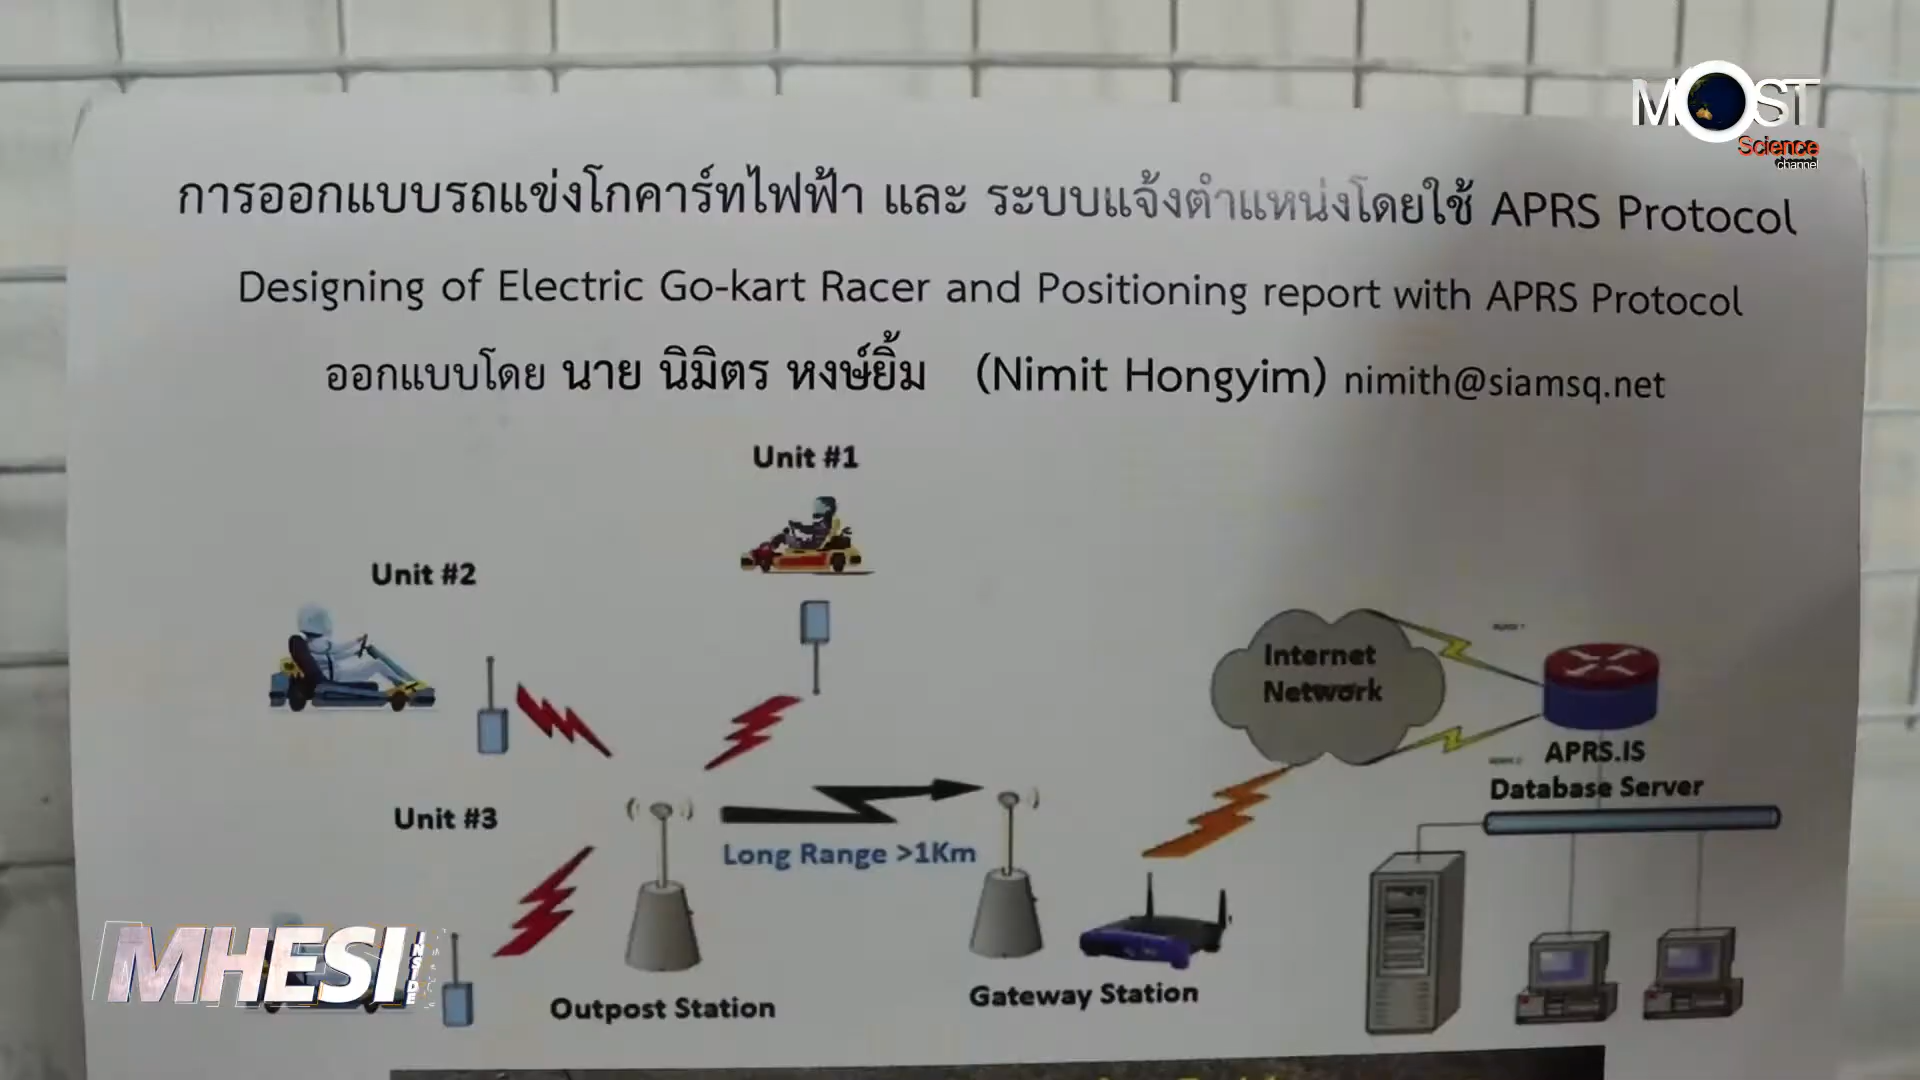 MOST
Science
channel
การออกแบบรถแข่งโกคาร์ทไฟฟ้า และ ระบบแจ้งตำแหน่งโดยใช้ APRS Protocol
Designing of Electric Go-kart Racer and Positioning report with APRS Protocol
ออกแบบโดย นาย นิมิตร หงษ์ยิ้ม (Nimit Hongyim) nimith@siamsq.net
Unit #1
Unit #2
Internet
Network
APRS.IS
Database Server
Unit #3
Long Range >1Km
MHESI
INSIDE
Outpost Station
Gateway Station